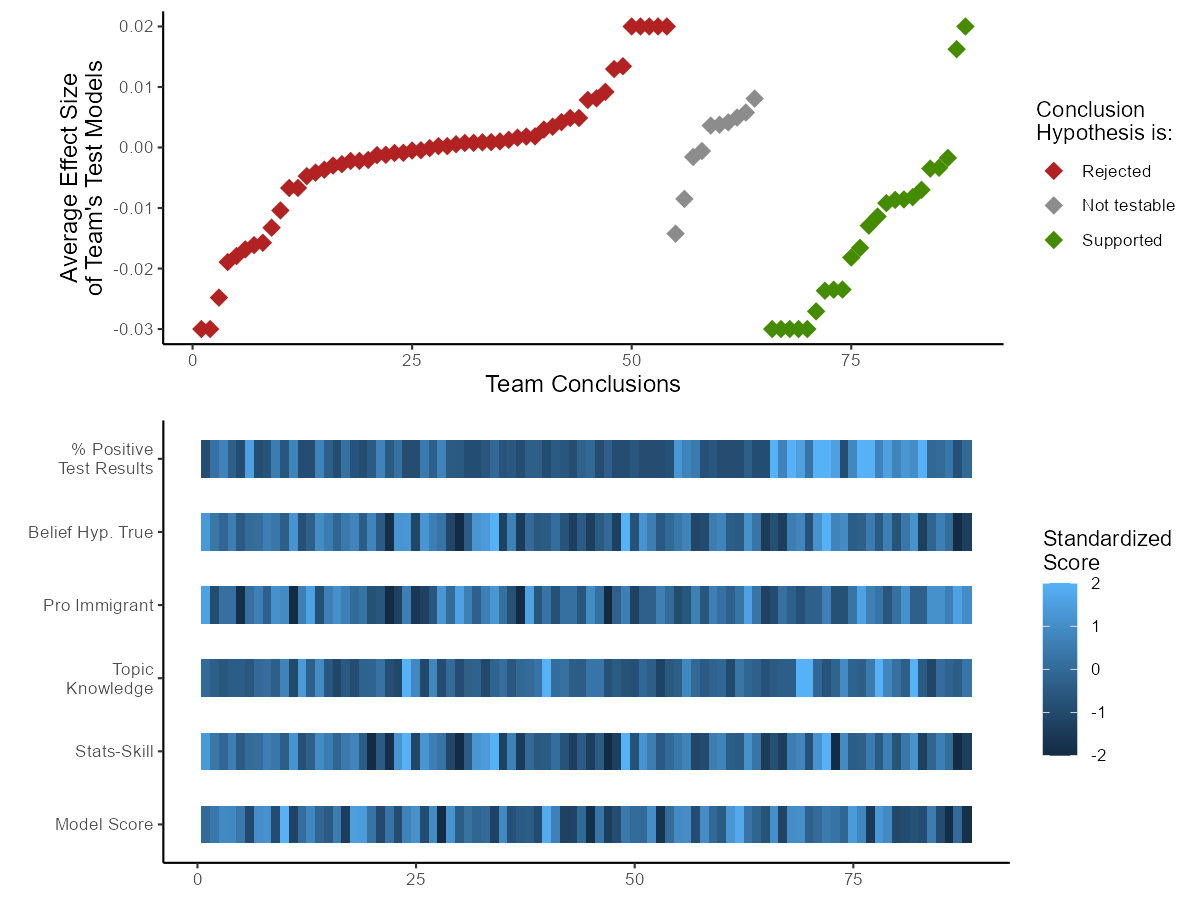 Average Effect Size
of Team's Test Models
0.02
0.01
0.00
-0.01
-0.02
-0.03
0
25
50
75
Team Conclusions
Conclusion
Hypothesis is:
Rejected
Not testable
Supported
% Positive
Test Results
Belief Hyp. True
Pro Immigrant
Topic
Knowledge
Stats-Skill
Model Score
0
25
50
75
Standardized
Score
2
1
0
-1
-2